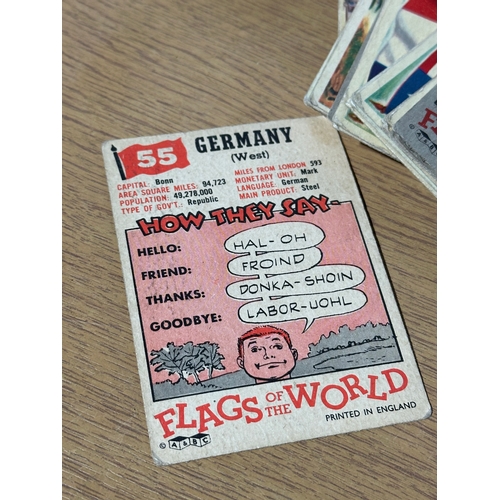 55 GERMANY
(West)
CAPITAL: Bonn
AREA SQUARE MILES: 94,723
POPULATION: 49,278,000
TYPE OF GOV'T.: Republic
MILES FROM LONDON 593
MONETARY UNIT: Mark
LANGUAGE: German
MAIN PRODUCT: Steel
HOW THEY SAY-
HELLO: HAL-OH
FRIEND: FROIND
THANKS: DONKA-SHOIN
GOODBYE: LABOR-UOHL
FLAGS OF THE WORLD
© A&BC
PRINTED IN ENGLAND
FLAGS